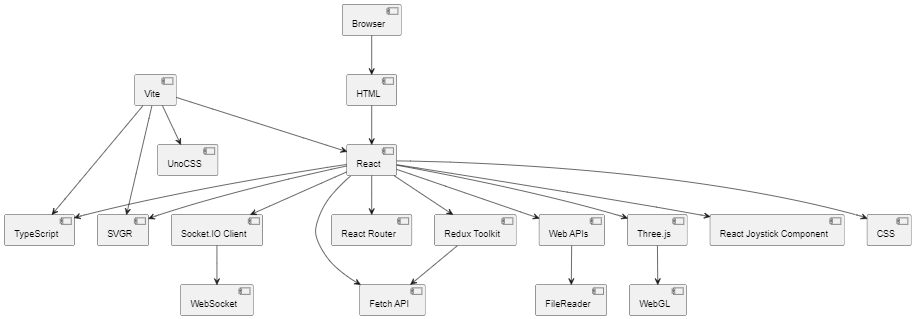 Browser
Vite
HTML
UnoCSS
React
TypeScript
SVGR
Socket.IO Client
React Router
Redux Toolkit
Web APIs
Three.js
React Joystick Component
CSS
WebSocket
Fetch API
FileReader
WebGL